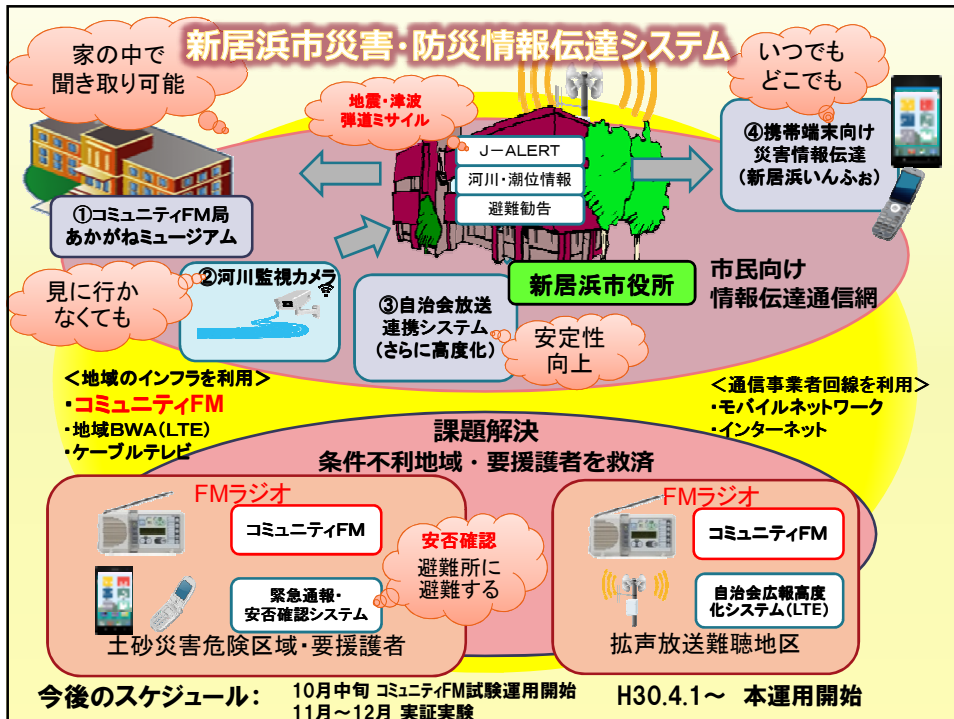 新居浜市災害・防災情報伝達システム
家の中で
聞き取り可能
いつでも
どこでも
地震・津波
弾道ミサイル
J-ALERT
河川・潮位情報
避難勧告
④携帯端末向け
災害情報伝達
(新居浜いんふぉ)
①コミュニティFM局
あかがねミュージアム
②河川監視カメラ
見に行か
なくても
③自治会放送
連携システム
(さらに高度化)
安定性
向上
新居浜市役所
市民向け
情報伝達通信網
<地域のインフラを利用>
・コミュニティFM
・地域BWA(LTE)
・ケーブルテレビ
<通信事業者回線を利用>
・モバイルネットワーク
・インターネット
課題解決
条件不利地域・要援護者を救済
FMラジオ
コミュニティFM
緊急通報・
安否確認システム
土砂災害危険区域・要援護者
安否確認
避難所に
避難する
FMラジオ
コミュニティFM
自治会広報高度
化システム(LTE)
拡声放送難聴地区
今後のスケジュール:
10月中旬 コミュニティFM試験運用開始
11月～12月 実証実験
H30.4.1～ 本運用開始